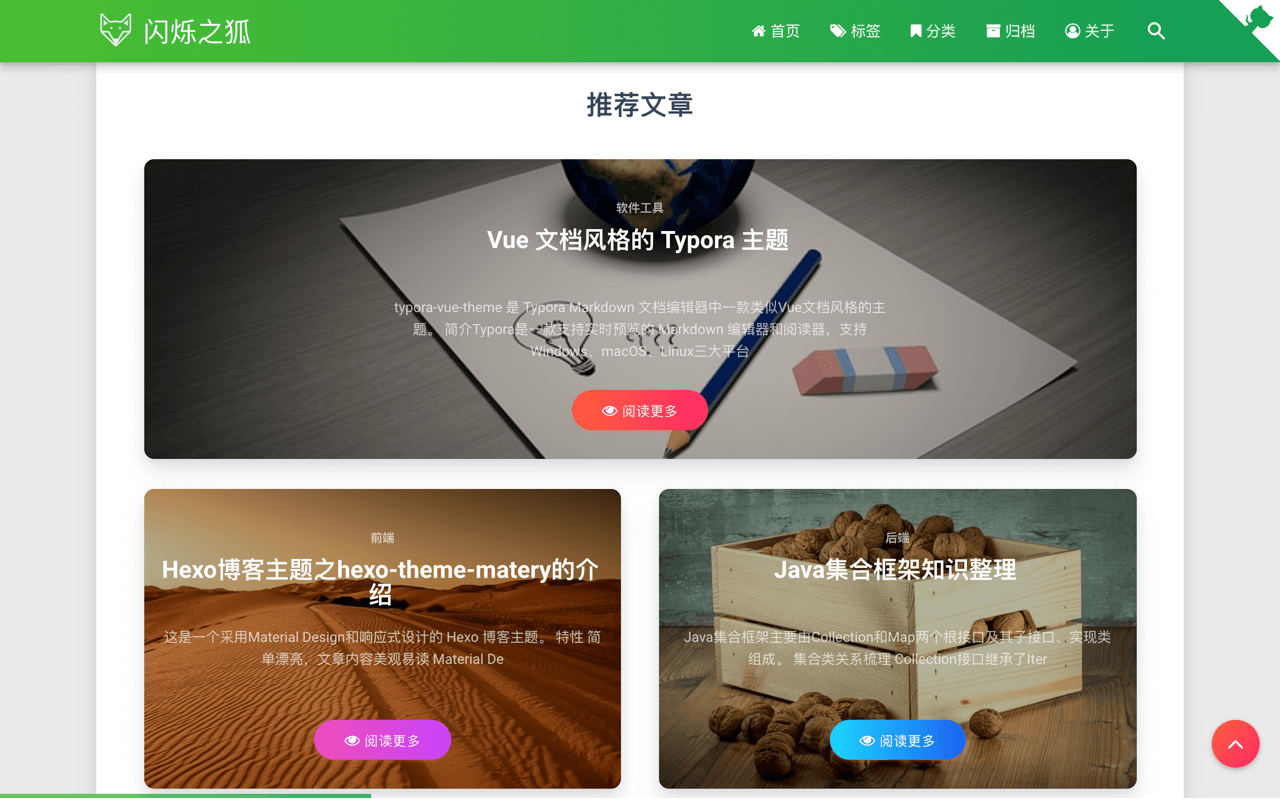 闪烁之狐
首页 标签 分类 归档 关于
推荐文章
软件工具
Vue 文档风格的 Typora 主题
typora-vue-theme 是 Typora Markdown 文档编辑器中一款类似Vue文档风格的主
题。 简介Typora是一款支持实时预览的 Markdown 编辑器和阅读器，支持
Windows、macOS、Linux三大平台
阅读更多
前端
Hexo博客主题之hexo-theme-matery的介
绍
这是一个采用Material Design和响应式设计的 Hexo 博客主题。 特性 简
单漂亮，文章内容美观易读 Material De
阅读更多
后端
Java集合框架知识整理
Java集合框架主要由Collection和Map两个根接口及其子接口、实现类
组成。 集合类关系梳理 Collection接口继承了Iter
阅读更多